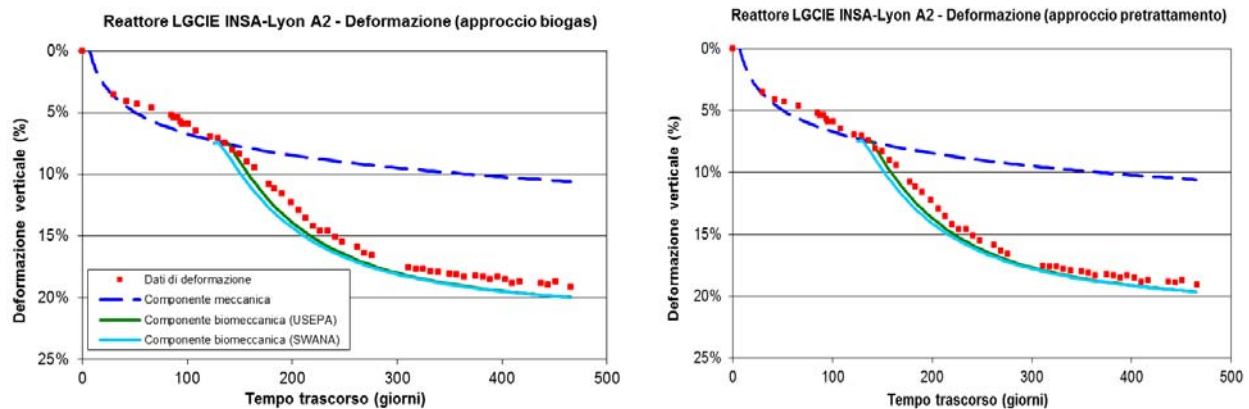 Reattore LGCIE INSA-Lyon A2 - Deformazione (approccio biogas)
0%
5%
10%
15%
20%
25%
Deformazione verticale (%)
Dati di deformazione
Componente meccanica
Componente biomeccanica (USEPA)
Componente biomeccanica (SWANA)
0 100 200 300 400 500
Tempo trascorso (giorni)
Reattore LGCIE INSA-Lyon A2 - Deformazione (approccio pretrattamento)
0%
5%
10%
15%
20%
25%
Deformazione verticale (%)
0 100 200 300 400 500
Tempo trascorso (giorni)